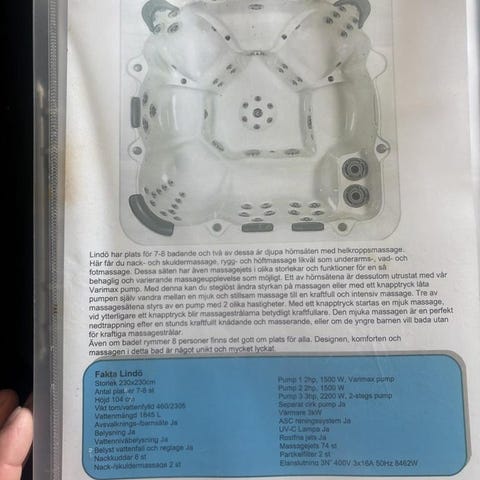 Lindö har plats för 7-8 badande och två av dessa är djupa hörnsäten med helkroppsmassage.
Här får du nack- och skuldermassage, rygg- och höftmassage likväl som underarms-, vad- och
fotmassage. Dessa säten har även massagejets i olika storlekar och funktioner för en så
behaglig och varierande massageupplevelse som möjligt. Ett av hörnsätena är dessutom utrustat med vår
Varimax pump. Med denna kan du steglöst ändra styrkan på massagen eller med ett knapptryck låta
pumpen själv vandra mellan en mjuk och stillsam massage till en kraftfull och intensiv massage. Tre av
massagesätena styrs av en pump med 2 olika hastigheter. Med ett knapptryck startas en mjuk massage,
vid ytterligare ett knapptryck blir massagestrålarna betydligt kraftfullare. Den mjuka massagen är en perfekt
nedtrappning efter en stunds kraftfullt knådande och masserande, eller om de yngre barnen vill bada utan
för kraftiga massagestrålar.
Även om badet rymmer 8 personer finns det gott om plats för alla. Designen, komforten och
massagen i detta bad är något unikt och mycket lyckat.
Fakta Lindö
Storlek 230x230cm
Antal platser 7-8 st
Höjd 104 cm
Vikt tom/vattenfylld 460/2305
Vattenmängd 1845 L
Avsvalknings-/barnsäte Ja
Belysning Ja
Vattennivåbelysning Ja
Belyst vattenfall och reglage Ja
Nackkuddar 6 st
Nack-/skuldermassage 2 st
Pump 1 2hp, 1500 W, Varimax pump
Pump 2 2hp, 1500 W
Pump 3 3hp, 2200 W, 2-stegs pump
Separat cirk pump Ja
Värmare 3kW
ASC reningssystem Ja
UV-C Lampa Ja
Rostfria jets Ja
Massagejets 74 st
Partikelfilter 2 st
Elanslutning 3N~ 400V 3x16A 50Hz 8462W